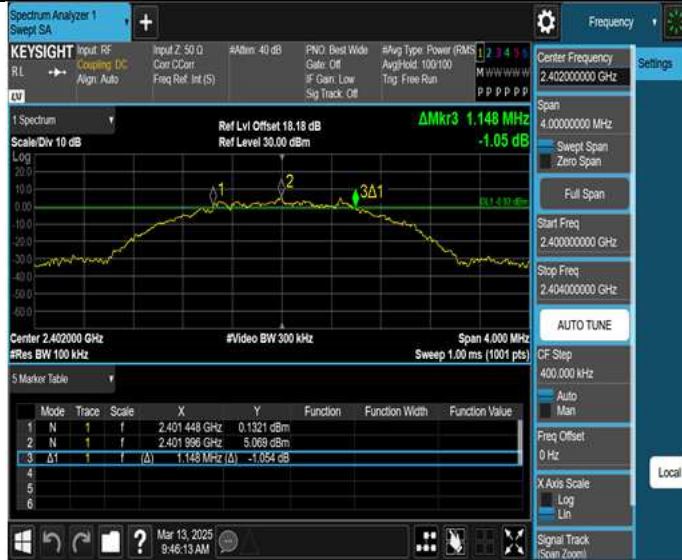 Spectrum Analyzer 1
Swept SA
+
Frequency
KEYSIGHT
RL
Input: RF
Coupling: DC
Align: Auto
Input Z: 50 Ω
Corr CCorr
Freq Ref: Int (S)
#Atten: 40 dB
PNO: Best Wide
Gate: Off
IF Gain: Low
Sig Track: Off
#Avg Type: Power (RMS
Avg|Hold: 100/100
Trig: Free Run
1 2 3 4 5 6
M W W W W W
P P P P P P
1 Spectrum
Scale/Div 10 dB
Ref Lvl Offset 18.18 dB
Ref Level 30.00 dBm
ΔMkr3 1.148 MHz
-1.05 dB
Log
20.0
10.0
0.00
-10.0
-20.0
-30.0
-40.0
-50.0
-60.0
1
2
3Δ1
DL1 -0.93 dBm
Center 2.402000 GHz
#Res BW 100 kHz
#Video BW 300 kHz
Span 4.000 MHz
Sweep 1.00 ms (1001 pts)
5 Marker Table
Mode Trace Scale X Y Function Function Width Function Value
1 N 1 f 2.401 448 GHz 0.1321 dBm
2 N 1 f 2.401 996 GHz 5.069 dBm
3 Δ1 1 f (Δ) 1.148 MHz (Δ) -1.054 dB
4
5
6
Mar 13, 2025
9:46:13 AM
Settings
Center Frequency
2.402000000 GHz
Span
4.00000000 MHz
Swept Span
Zero Span
Full Span
Start Freq
2.400000000 GHz
Stop Freq
2.404000000 GHz
AUTO TUNE
CF Step
400.000 kHz
Auto
Man
Freq Offset
0 Hz
X Axis Scale
Log
Lin
Signal Track
(Span Zoom)
Local